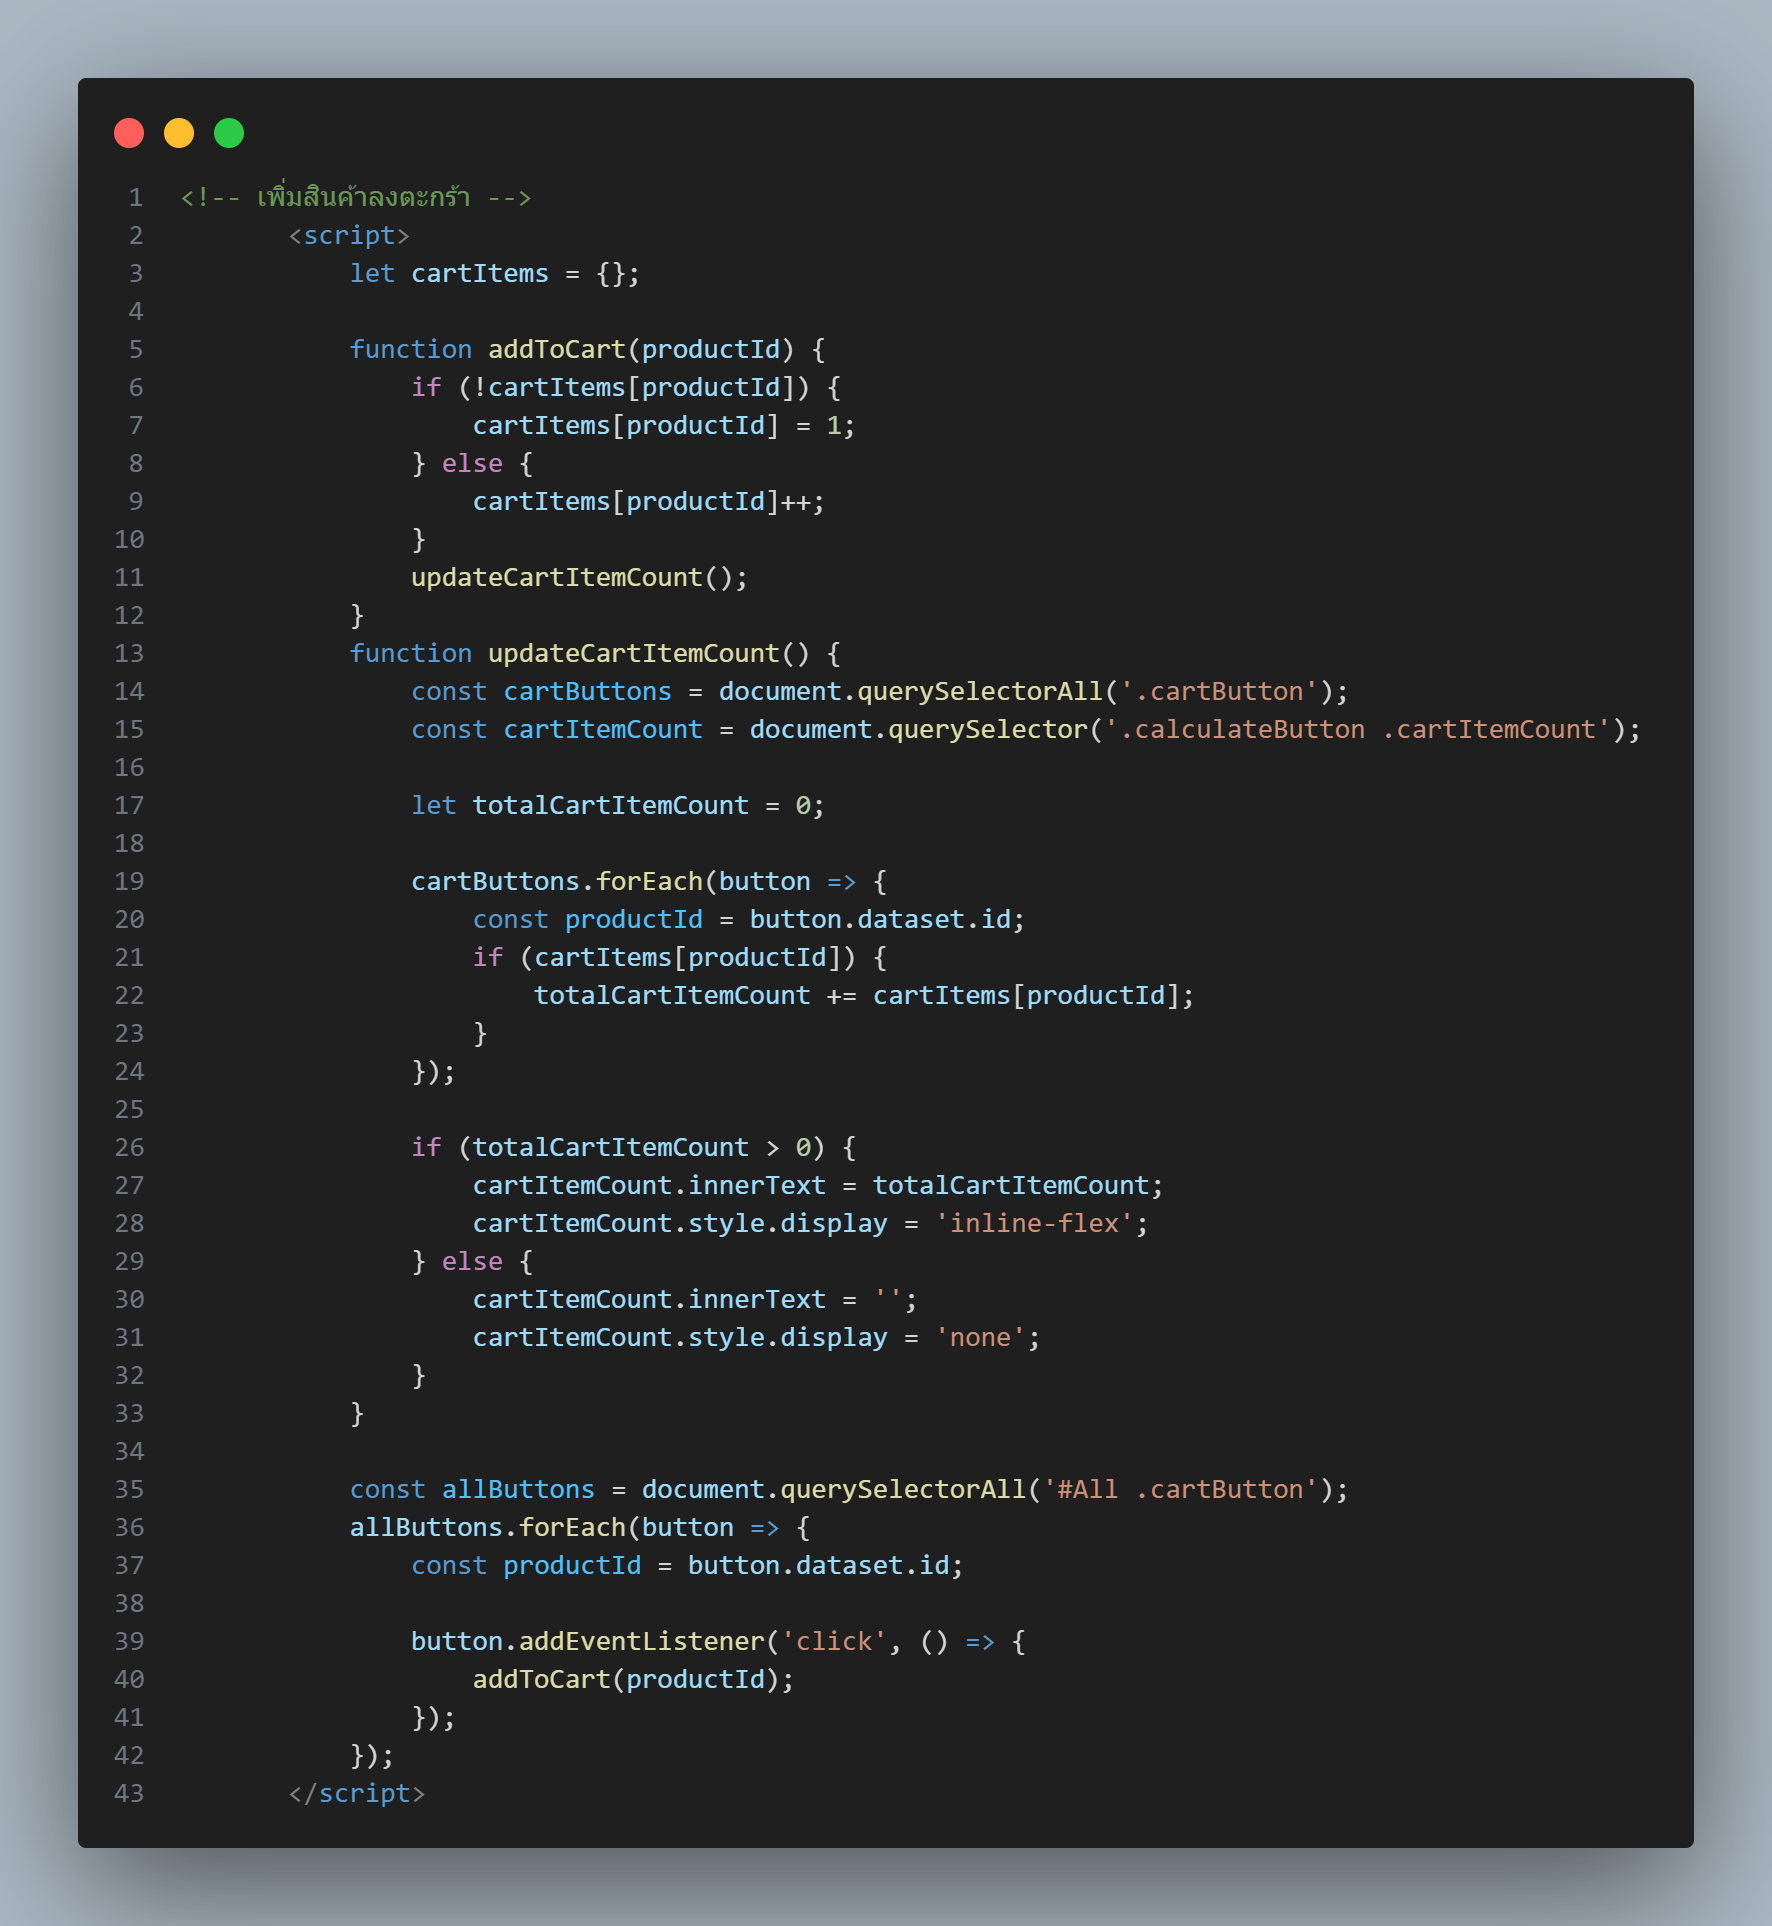 1 <!-- เพิ่มสินค้าลงตะกร้า -->
2 <script>
3 let cartItems = {};
4
5 function addToCart(productId) {
6 if (!cartItems[productId]) {
7 cartItems[productId] = 1;
8 } else {
9 cartItems[productId]++;
10 }
11 updateCartItemCount();
12 }
13 function updateCartItemCount() {
14 const cartButtons = document.querySelectorAll('.cartButton');
15 const cartItemCount = document.querySelector('.calculateButton .cartItemCount');
16
17 let totalCartItemCount = 0;
18
19 cartButtons.forEach(button => {
20 const productId = button.dataset.id;
21 if (cartItems[productId]) {
22 totalCartItemCount += cartItems[productId];
23 }
24 });
25
26 if (totalCartItemCount > 0) {
27 cartItemCount.innerText = totalCartItemCount;
28 cartItemCount.style.display = 'inline-flex';
29 } else {
30 cartItemCount.innerText = '';
31 cartItemCount.style.display = 'none';
32 }
33 }
34
35 const allButtons = document.querySelectorAll('#All .cartButton');
36 allButtons.forEach(button => {
37 const productId = button.dataset.id;
38
39 button.addEventListener('click', () => {
40 addToCart(productId);
41 });
42 });
43 </script>